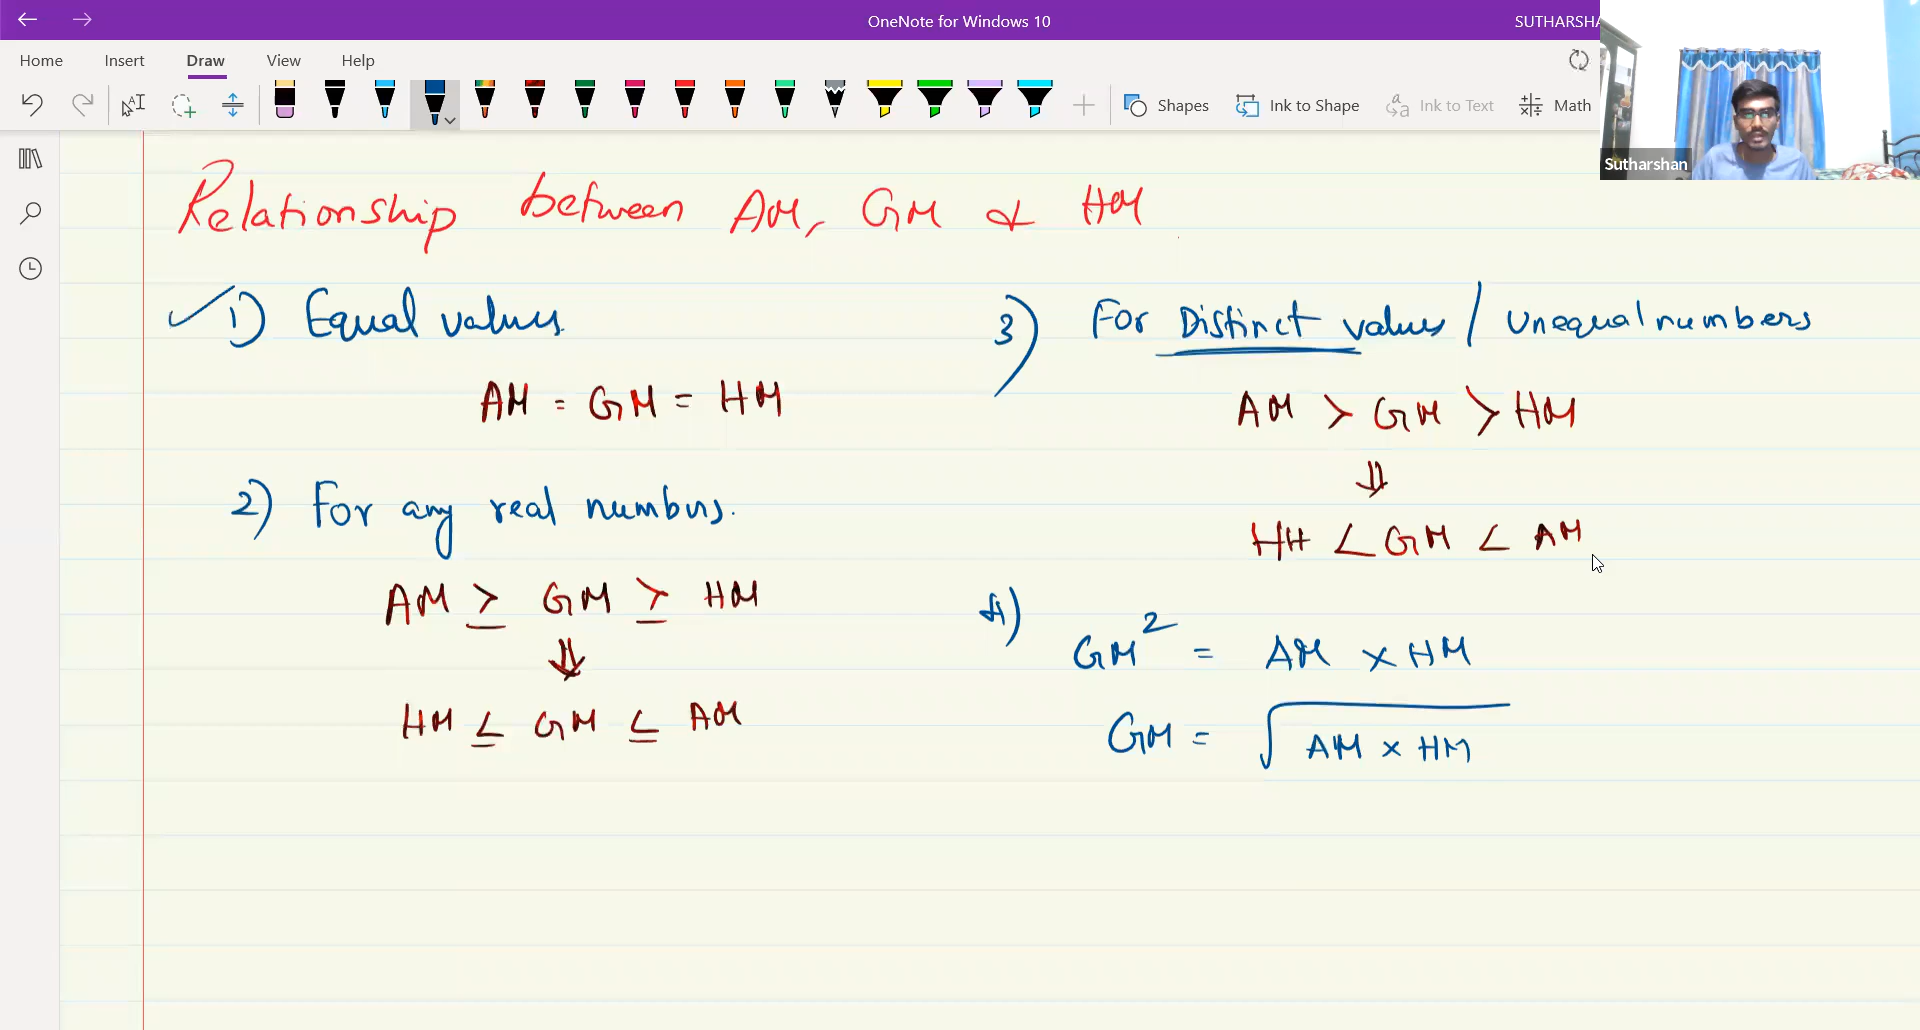 OneNote for Windows 10
SUTHARSHA
Home Insert Draw View Help
Shapes Ink to Shape Ink to Text Math
Sutharshan
Relationship between AM, GM & HM
1) Equal values
AM = GM = HM
2) For any real numbers.
AM ≥ GM ≥ HM
⇓
HM ≤ GM ≤ AM
3) For Distinct values / Unequal numbers
AM > GM > HM
⇓
HM < GM < AM
4)
GM² = AM × HM
GM = √AM × HM